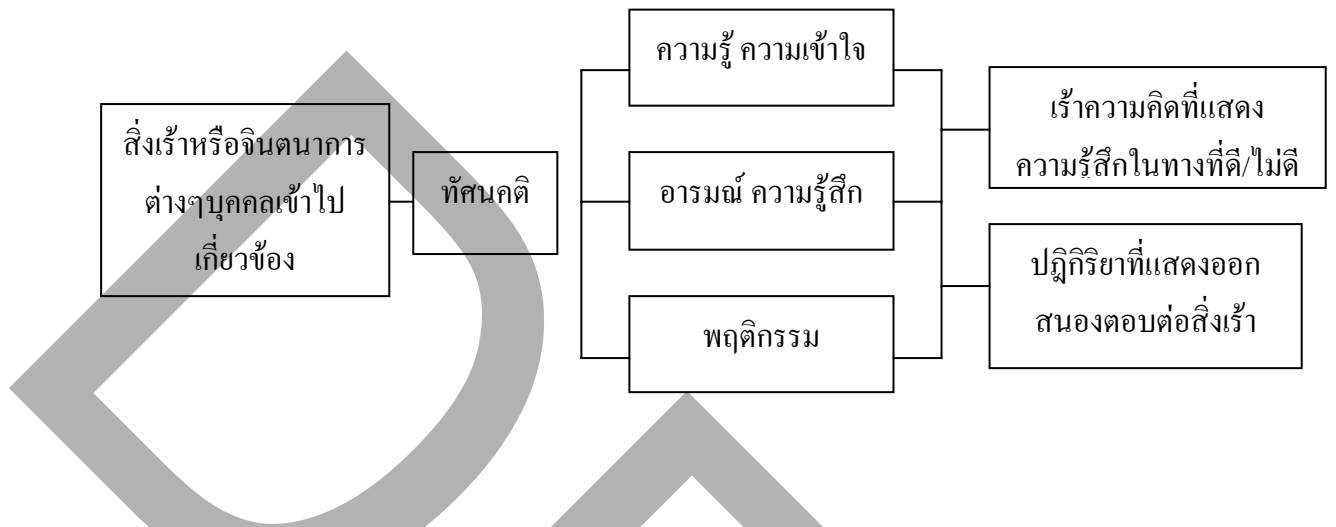 สิ่งเร้าหรือจินตนาการ
ต่างๆบุคคลเข้าไป
เกี่ยวข้อง
ทัศนคติ
ความรู้ ความเข้าใจ
อารมณ์ ความรู้สึก
พฤติกรรม
เร้าความคิดที่แสดง
ความรู้สึกในทางที่ดี/ไม่ดี
ปฎิกิริยาที่แสดงออก
สนองตอบต่อสิ่งเร้า